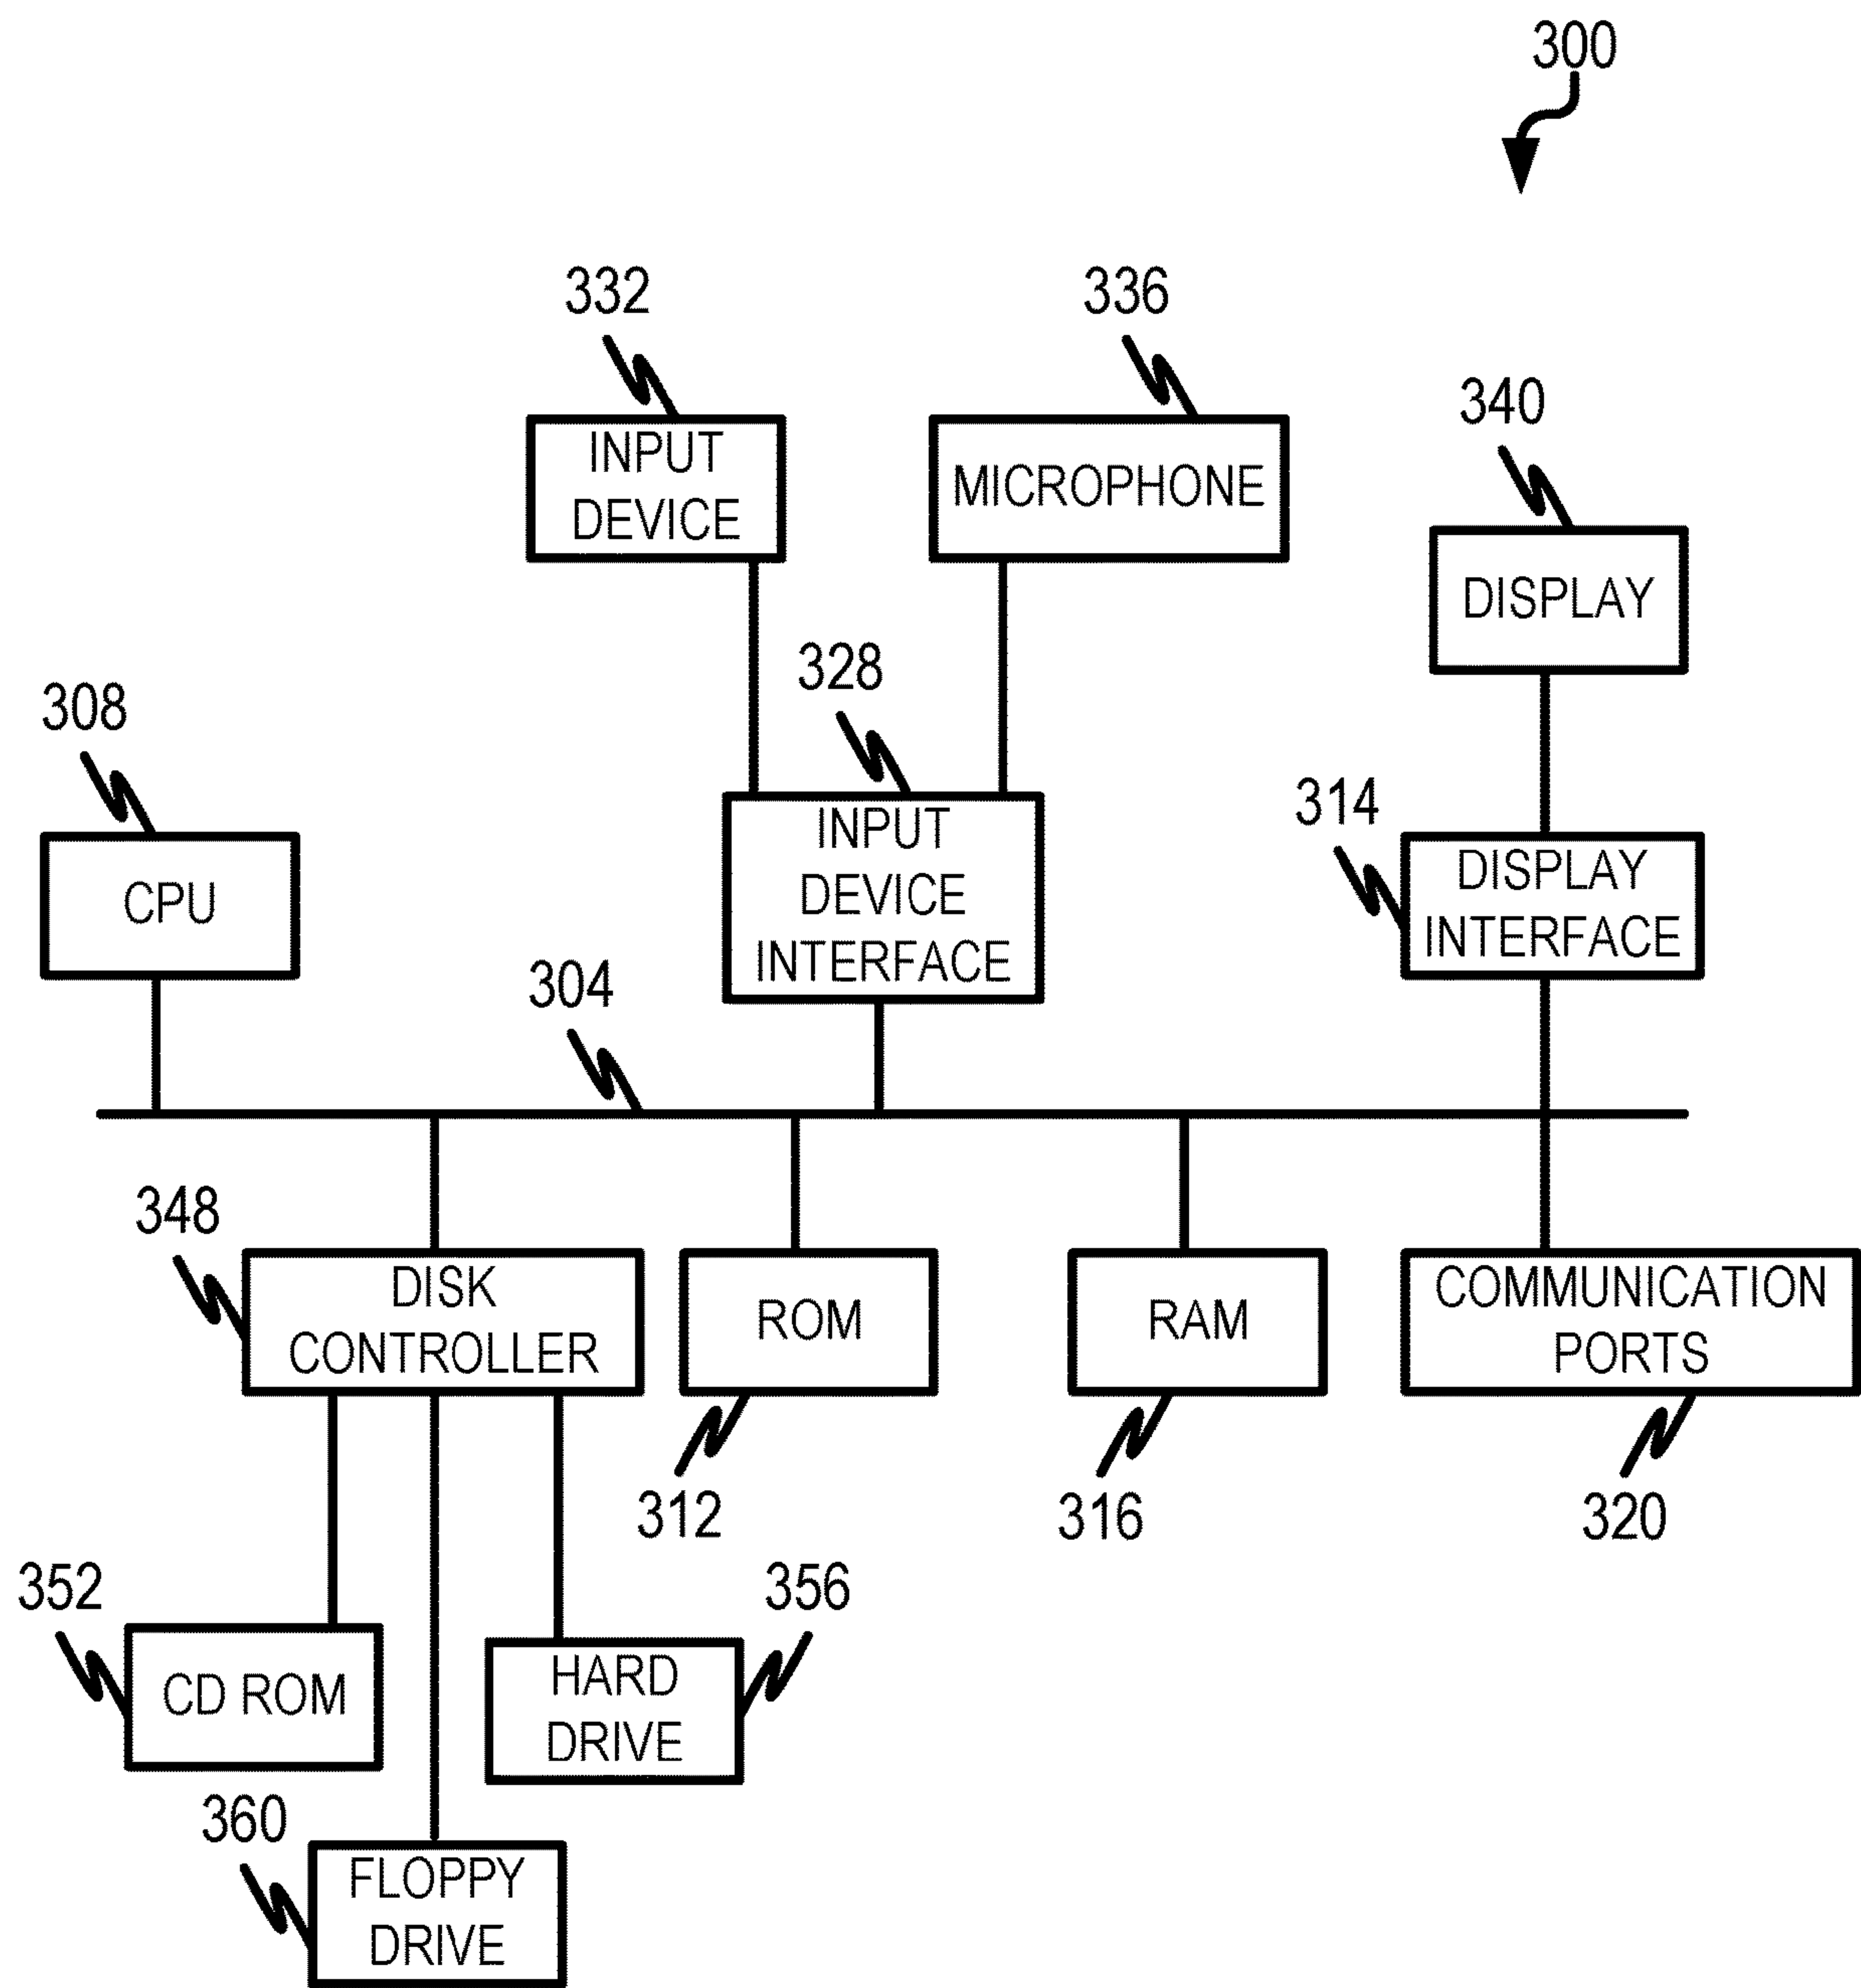 300
332
336
INPUT
DEVICE
MICROPHONE
340
DISPLAY
328
308
INPUT
DEVICE
INTERFACE
314
DISPLAY
INTERFACE
CPU
304
348
DISK
CONTROLLER
ROM
RAM
COMMUNICATION
PORTS
312
316
320
352
356
CD ROM
HARD
DRIVE
360
FLOPPY
DRIVE